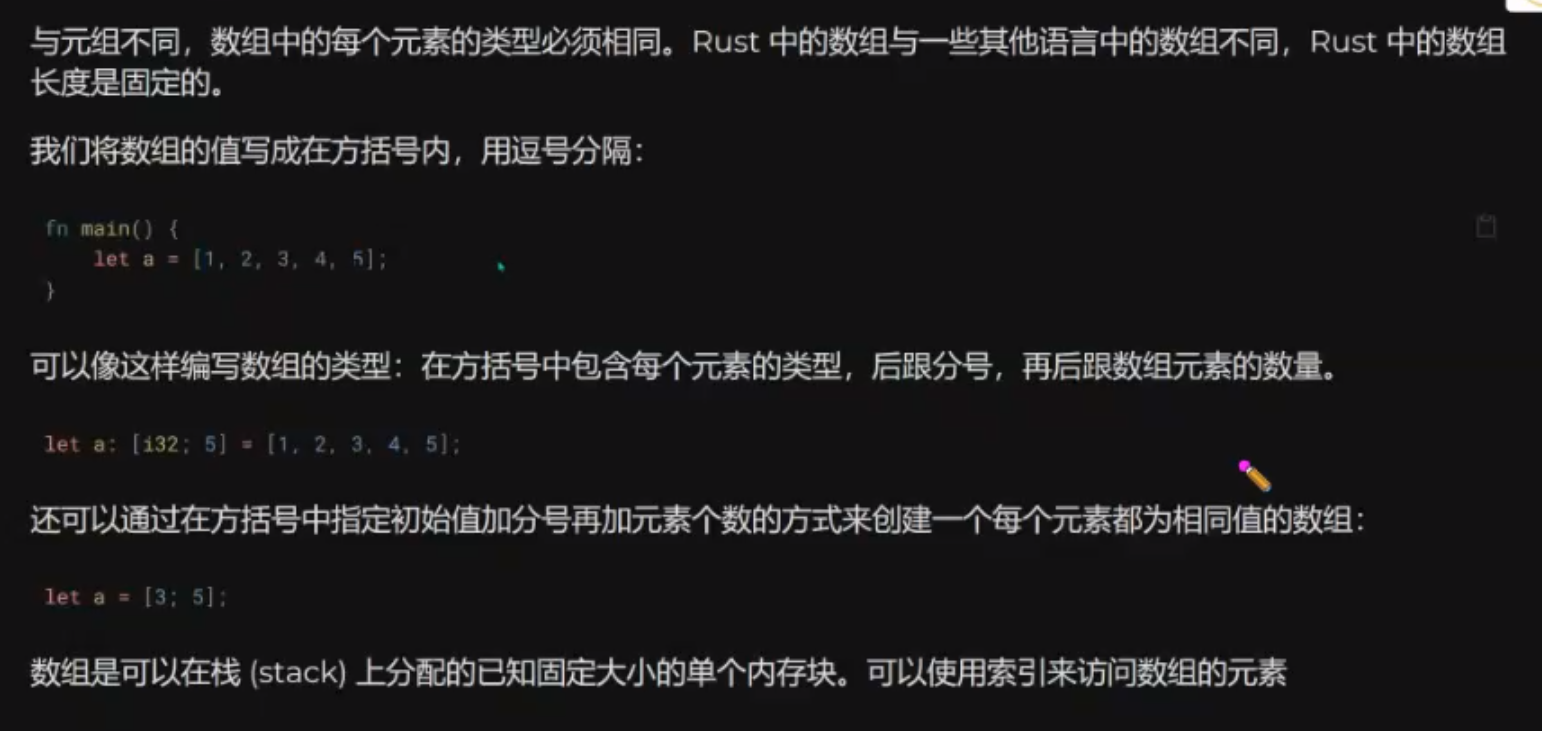 与元组不同，数组中的每个元素的类型必须相同。Rust 中的数组与一些其他语言中的数组不同，Rust 中的数组
长度是固定的。
我们将数组的值写成在方括号内，用逗号分隔：
fn main() {
    let a = [1, 2, 3, 4, 5];
}
可以像这样编写数组的类型：在方括号中包含每个元素的类型，后跟分号，再后跟数组元素的数量。
let a: [i32; 5] = [1, 2, 3, 4, 5];
还可以通过在方括号中指定初始值加分号再加元素个数的方式来创建一个每个元素都为相同值的数组：
let a = [3; 5];
数组是可以在栈 (stack) 上分配的已知固定大小的单个内存块。可以使用索引来访问数组的元素